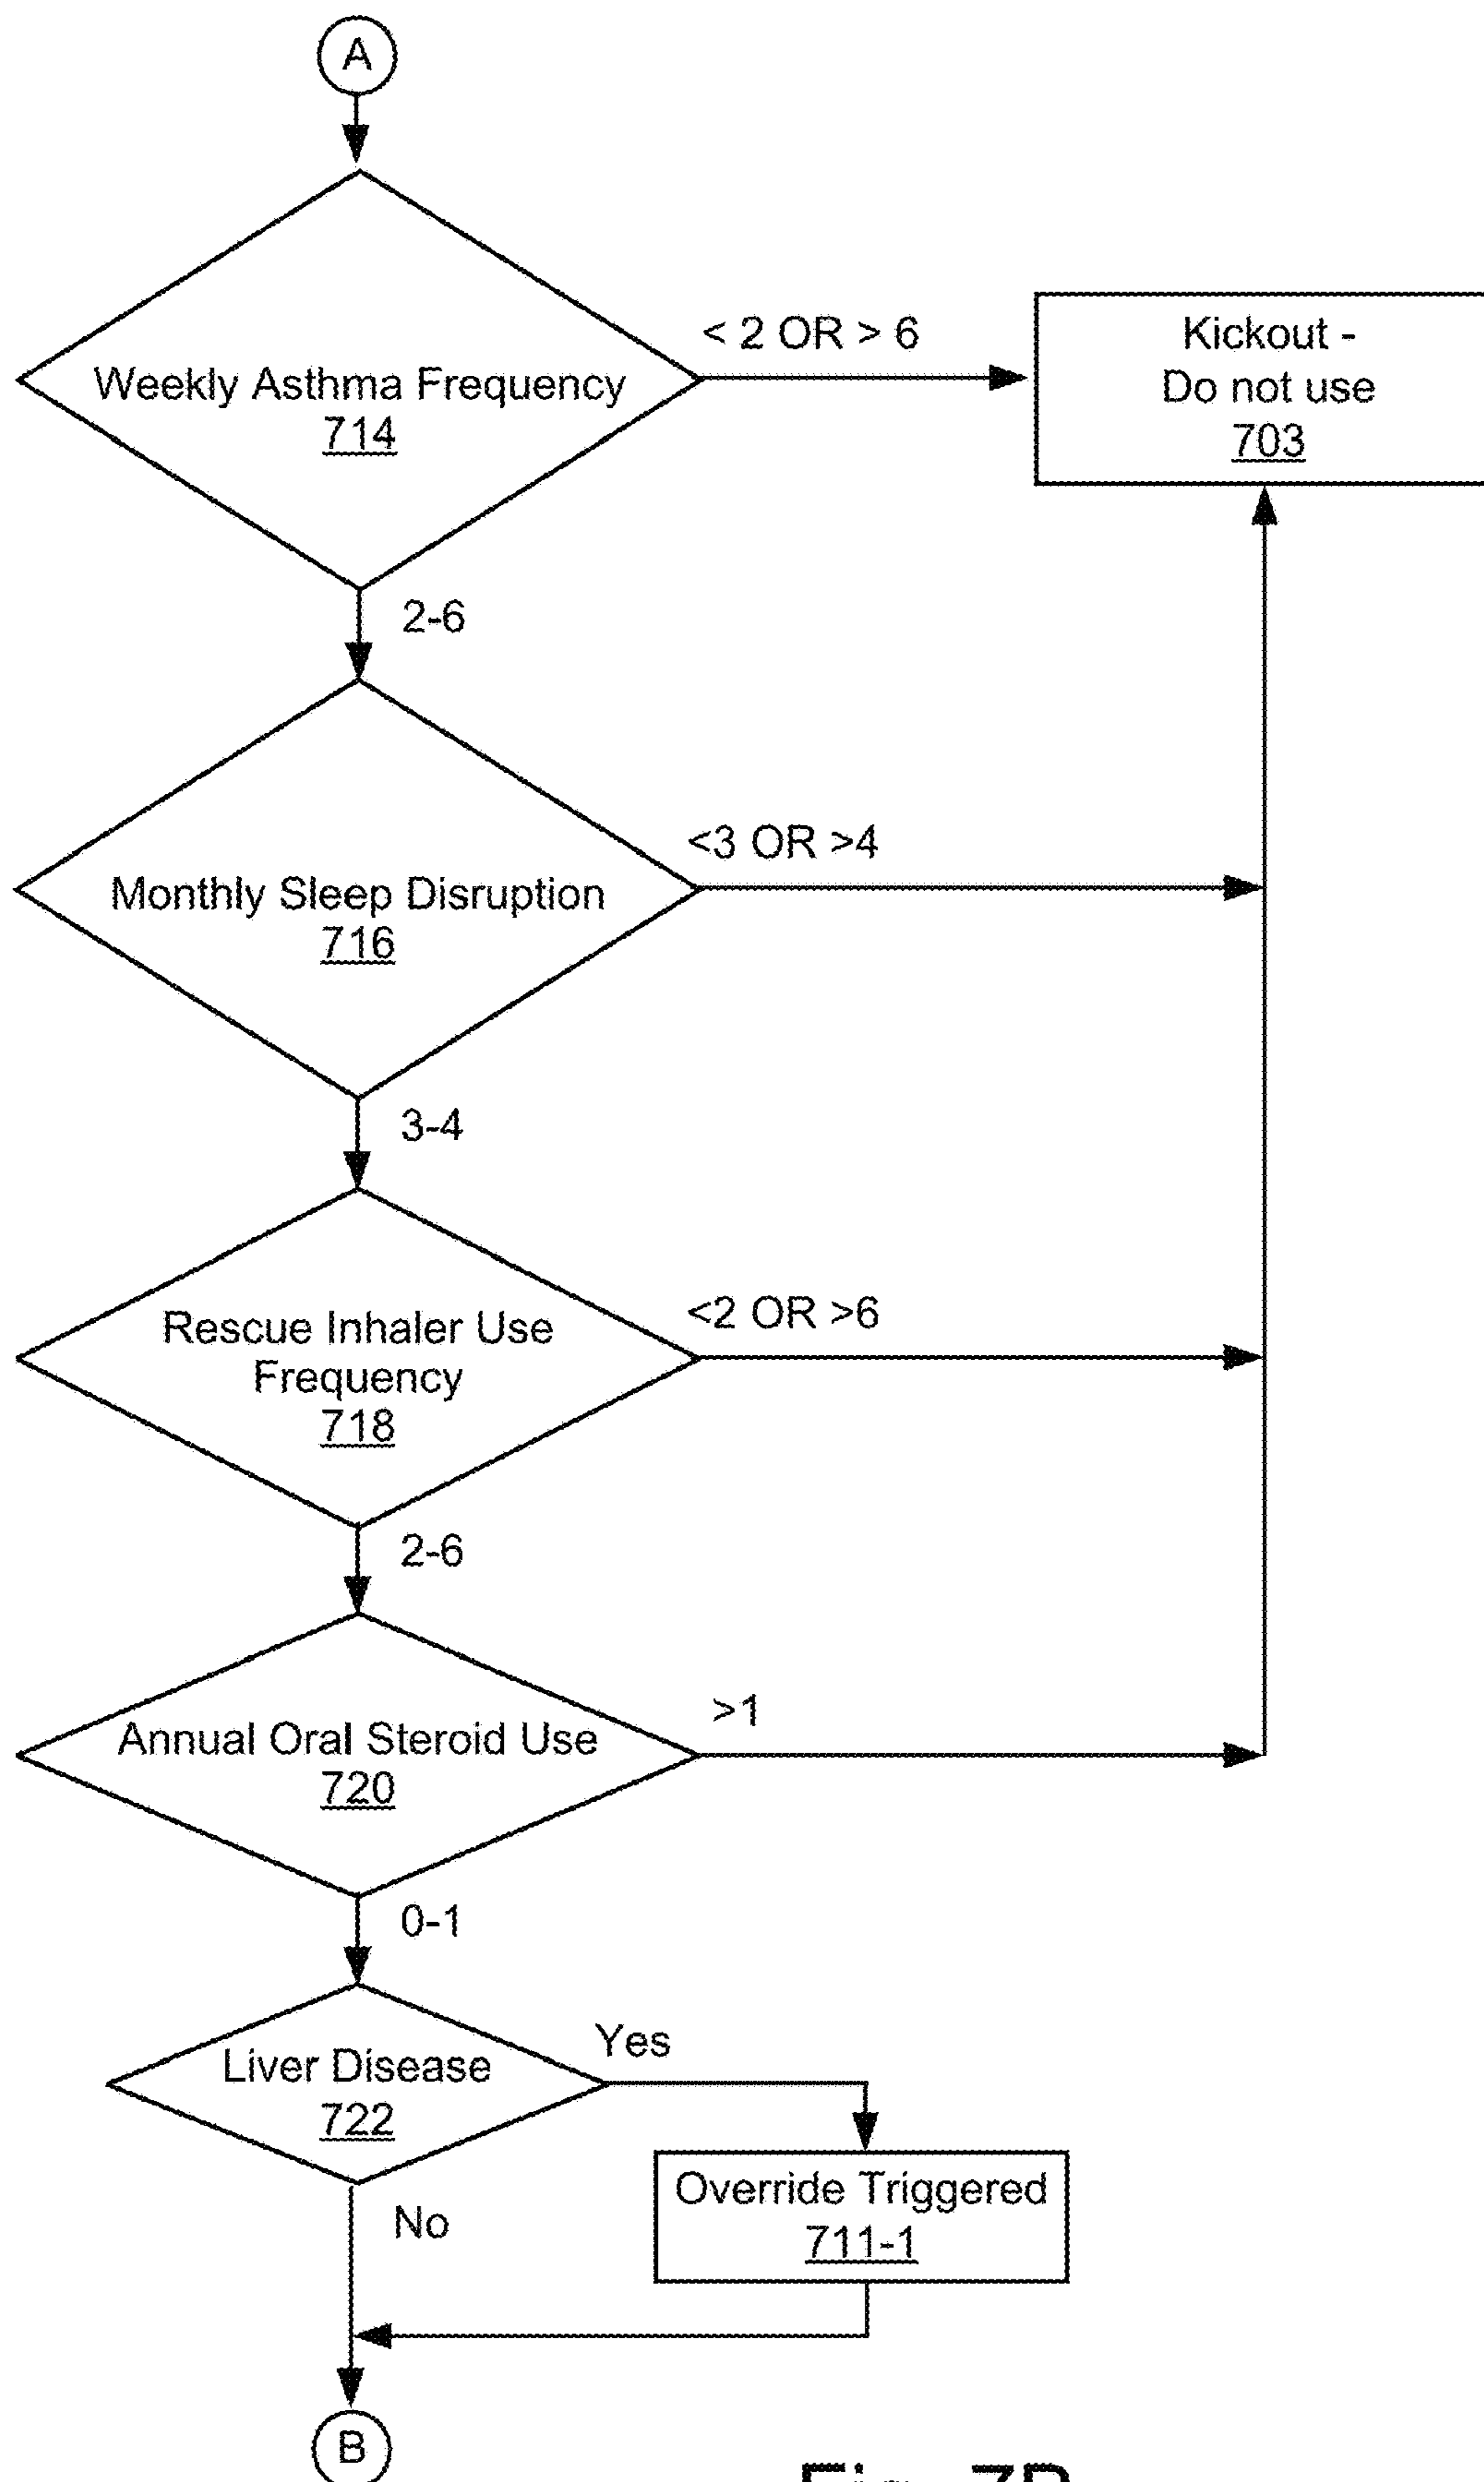 A
Weekly Asthma Frequency
714
< 2 OR > 6
Kickout -
Do not use
703
2-6
Monthly Sleep Disruption
716
<3 OR >4
3-4
Rescue Inhaler Use
Frequency
718
<2 OR >6
2-6
Annual Oral Steroid Use
720
>1
0-1
Liver Disease
722
Yes
Override Triggered
711-1
No
B